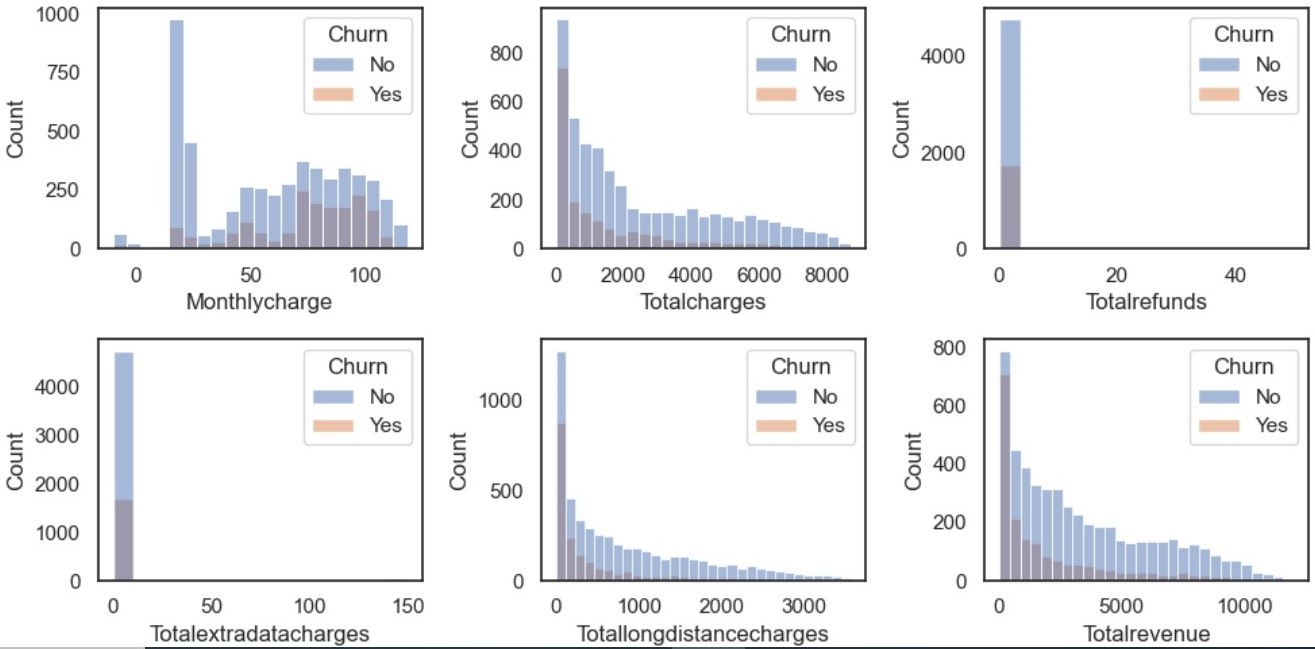 1000
750
500
250
0
Count
0 50 100
Monthlycharge
Churn
No
Yes
800
600
400
200
0
Count
0 2000 4000 6000 8000
Totalcharges
Churn
No
Yes
4000
2000
0
Count
0 20 40
Totalrefunds
Churn
No
Yes
4000
3000
2000
1000
0
Count
0 50 100 150
Totalextradatacharges
Churn
No
Yes
1000
500
0
Count
0 1000 2000 3000
Totallongdistancecharges
Churn
No
Yes
800
600
400
200
0
Count
0 5000 10000
Totalrevenue
Churn
No
Yes